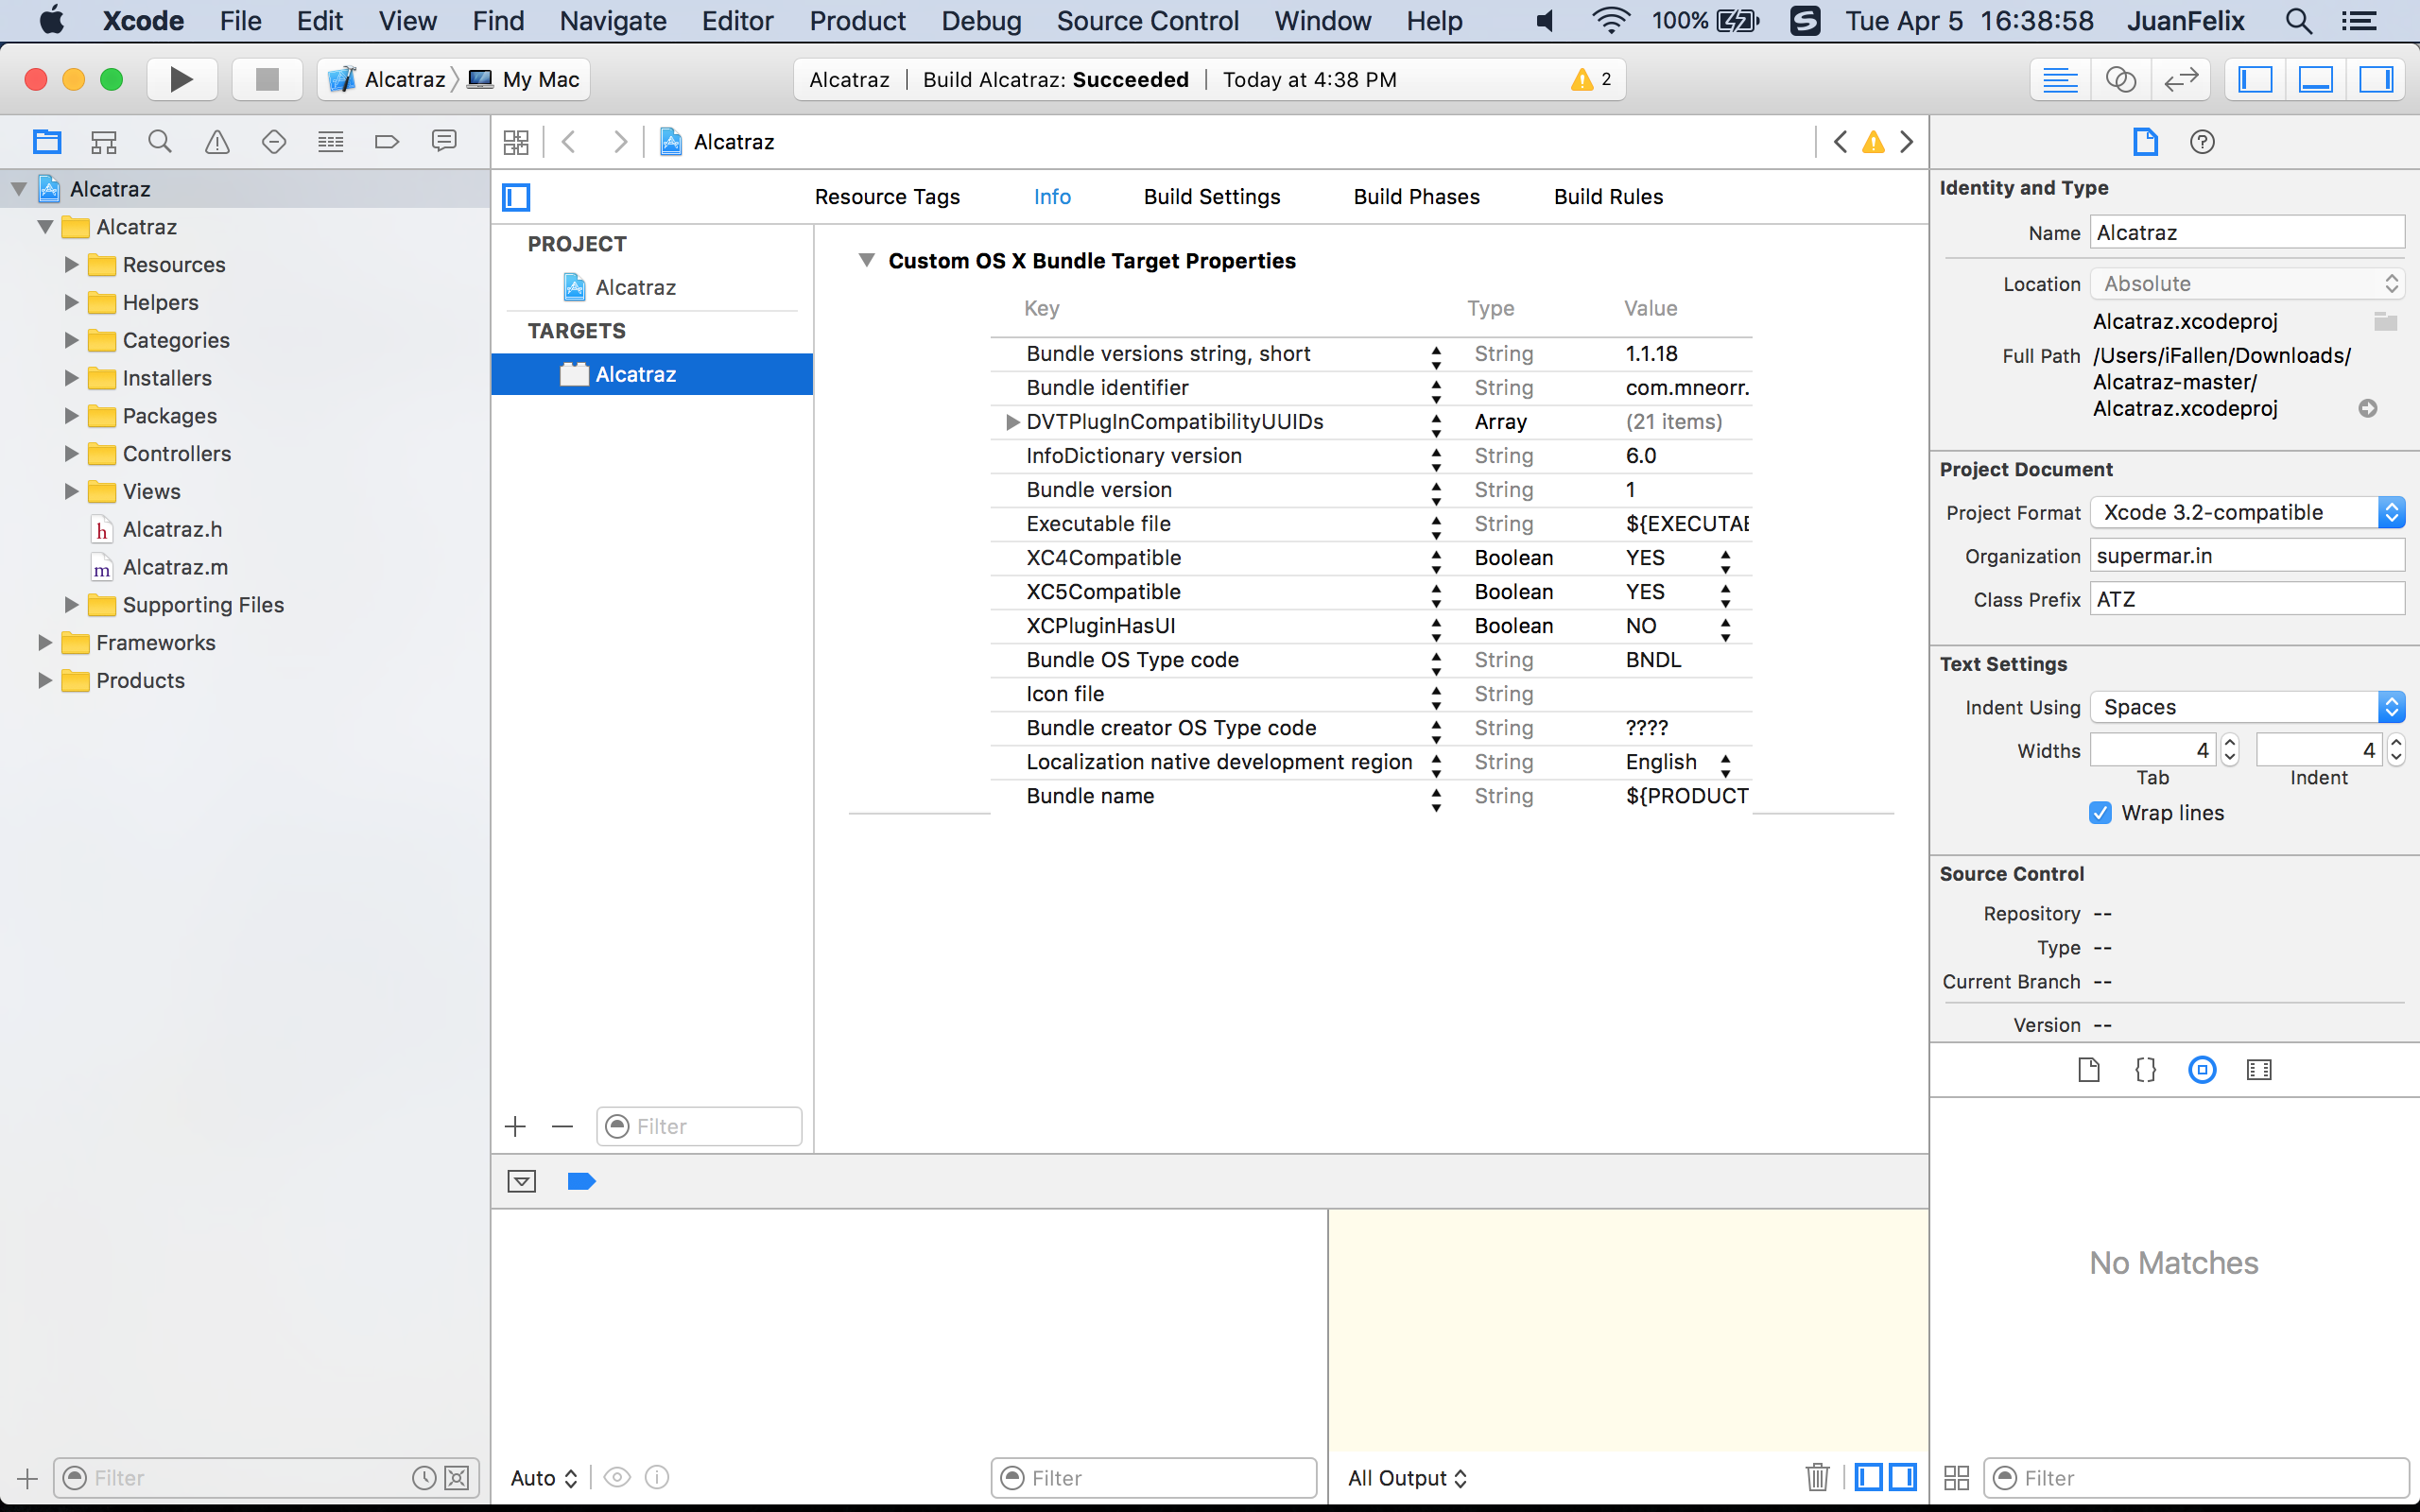 Xcode File Edit View Find Navigate Editor Product Debug Source Control Window Help 100% Tue Apr 5 16:38:58 JuanFelix
Alcatraz My Mac Alcatraz | Build Alcatraz: Succeeded | Today at 4:38 PM 2
Alcatraz
Alcatraz
Alcatraz
Resources
Helpers
Categories
Installers
Packages
Controllers
Views
h Alcatraz.h
m Alcatraz.m
Supporting Files
Frameworks
Products
Filter
Resource Tags Info Build Settings Build Phases Build Rules
PROJECT
Alcatraz
TARGETS
Alcatraz
Filter
Custom OS X Bundle Target Properties
Key Type Value
Bundle versions string, short String 1.1.18
Bundle identifier String com.mneorr.
DVTPlugInCompatibilityUUIDs Array (21 items)
InfoDictionary version String 6.0
Bundle version String 1
Executable file String ${EXECUTAB
XC4Compatible Boolean YES
XC5Compatible Boolean YES
XCPluginHasUI Boolean NO
Bundle OS Type code String BNDL
Icon file String
Bundle creator OS Type code String ????
Localization native development region String English
Bundle name String ${PRODUCT
Auto Filter
All Output
Identity and Type
Name Alcatraz
Location Absolute
Alcatraz.xcodeproj
Full Path /Users/iFallen/Downloads/
Alcatraz-master/
Alcatraz.xcodeproj
Project Document
Project Format Xcode 3.2-compatible
Organization supermar.in
Class Prefix ATZ
Text Settings
Indent Using Spaces
Widths 4 4
Tab Indent
Wrap lines
Source Control
Repository --
Type --
Current Branch --
Version --
{}
No Matches
Filter